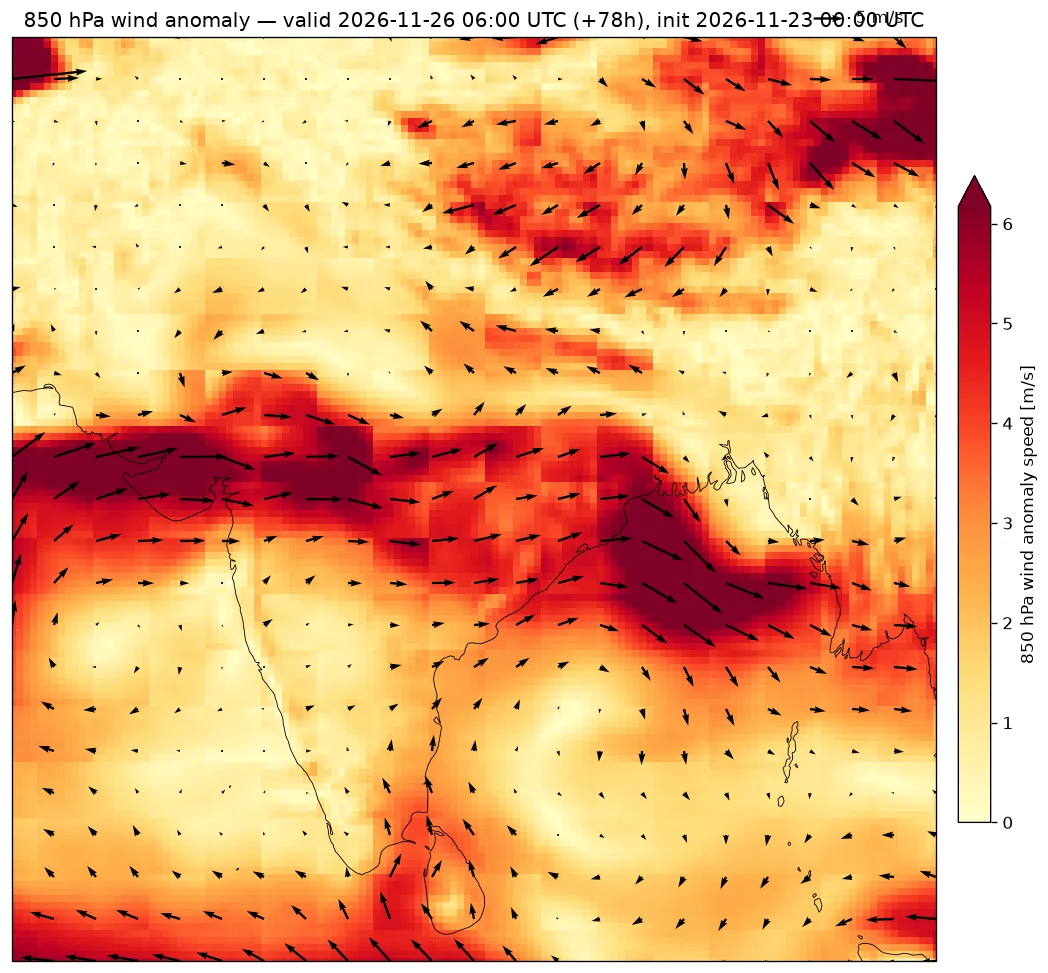 850 hPa wind anomaly — valid 2026-11-26 06:00 UTC (+78h), init 2026-11-23 00:00 UTC
5 m/s
6
5
4
3
2
1
0
850 hPa wind anomaly speed [m/s]